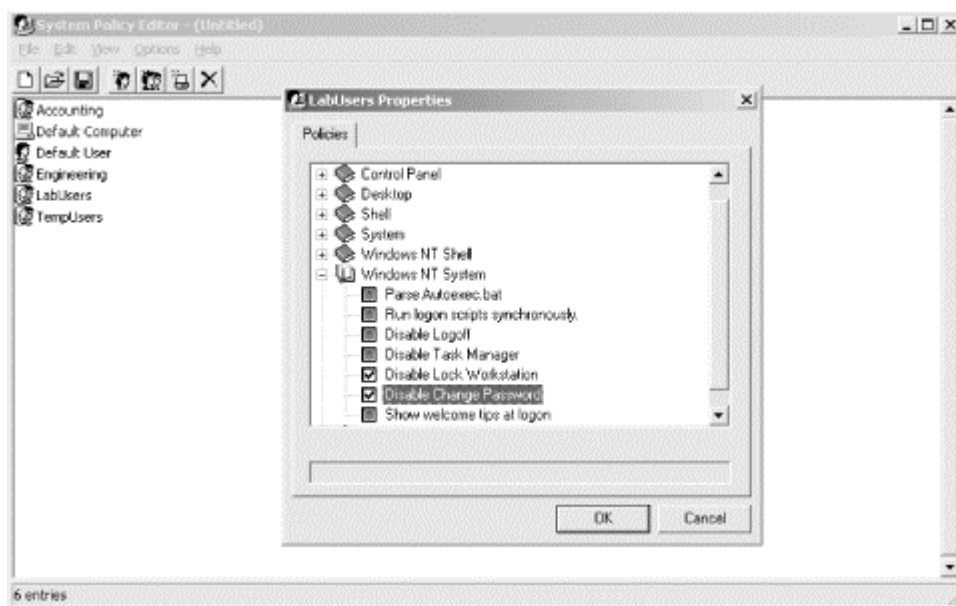 System Policy Editor - (Untitled)
File Edit View Options Help
Accounting
Default Computer
Default User
Engineering
LabUsers
TempUsers
LabUsers Properties
Policies
Control Panel
Desktop
Shell
System
Windows NT Shell
Windows NT System
Parse Autoexec.bat
Run logon scripts synchronously.
Disable Logoff
Disable Task Manager
Disable Lock Workstation
Disable Change Password
Show welcome tips at logon
OK Cancel
6 entries